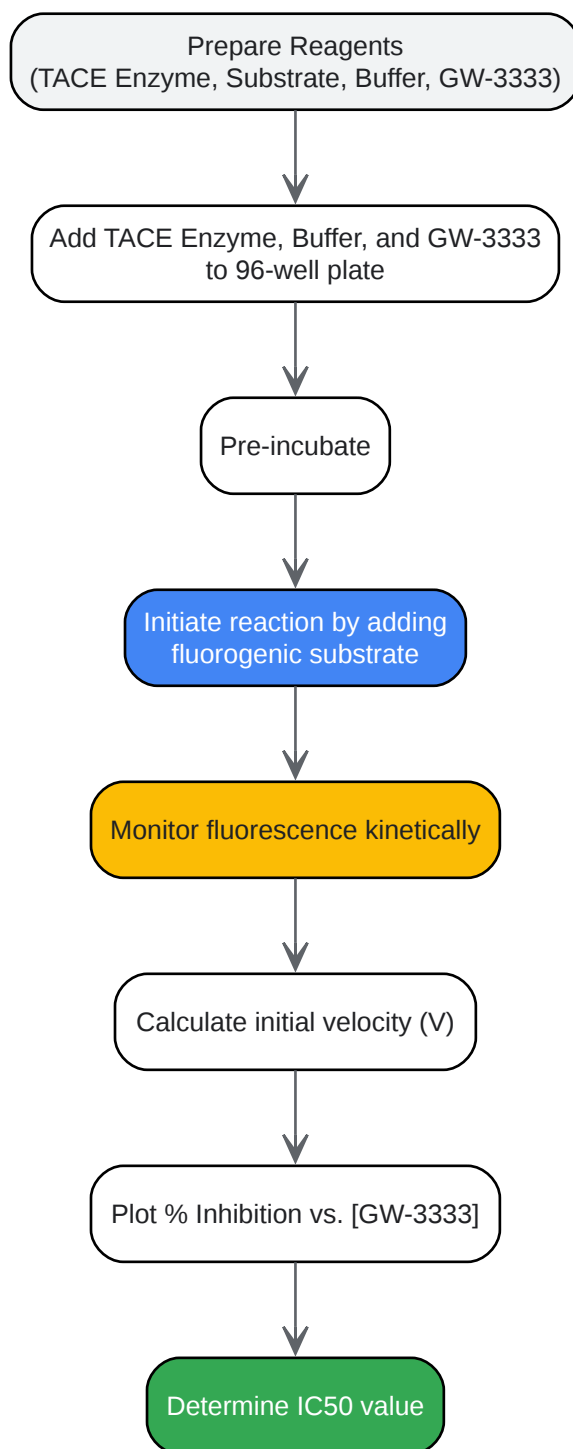 Prepare Reagents
(TACE Enzyme, Substrate, Buffer, GW-3333)
Add TACE Enzyme, Buffer, and GW-3333
to 96-well plate
Pre-incubate
Initiate reaction by adding
fluorogenic substrate
Monitor fluorescence kinetically
Calculate initial velocity (V)
Plot % Inhibition vs. [GW-3333]
Determine IC50 value